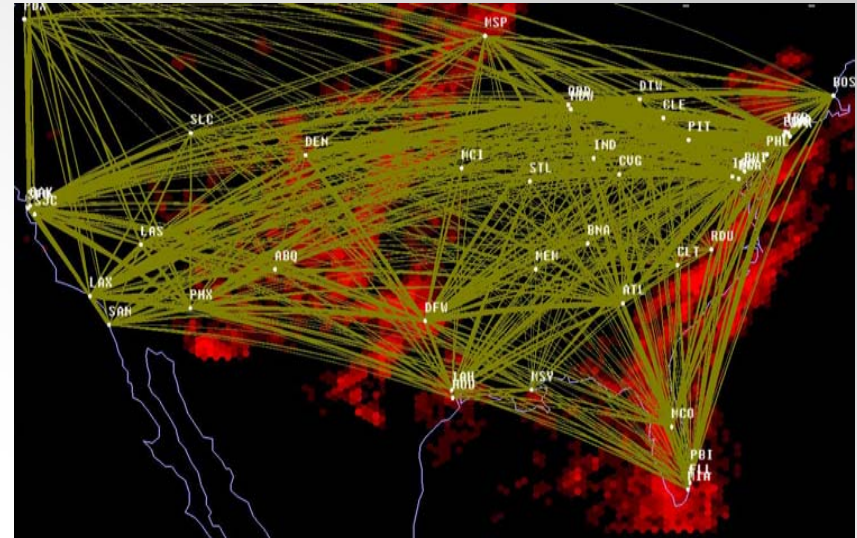 PDX
MSP
BOS
DTW
CLE
SLC
PIT
PHL
DEN
IND
MCI
CVG
STL
LAS
BNA
RDU
ABQ
MEM
CLT
LAX
PHX
ATL
SAN
DFW
IAH
MSY
MCO
PBI